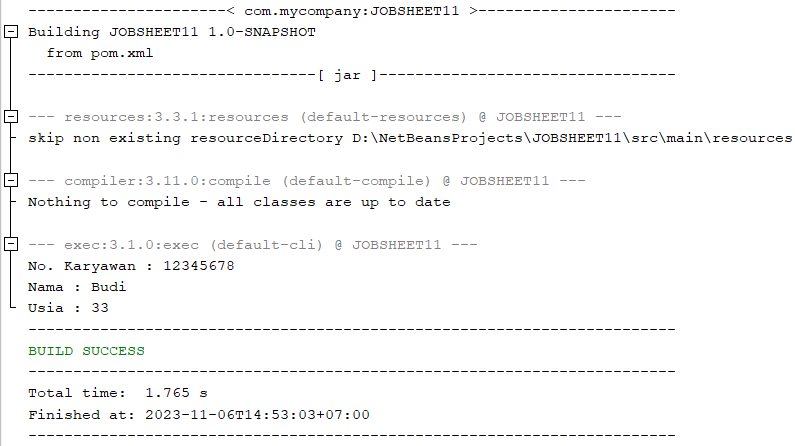 ----------------------< com.mycompany:JOBSHEET11 >----------------------
Building JOBSHEET11 1.0-SNAPSHOT
  from pom.xml
--------------------------------[ jar ]---------------------------------
--- resources:3.3.1:resources (default-resources) @ JOBSHEET11 ---
skip non existing resourceDirectory D:\NetBeansProjects\JOBSHEET11\src\main\resources
--- compiler:3.11.0:compile (default-compile) @ JOBSHEET11 ---
Nothing to compile - all classes are up to date
--- exec:3.1.0:exec (default-cli) @ JOBSHEET11 ---
No. Karyawan : 12345678
Nama : Budi
Usia : 33
------------------------------------------------------------------------
BUILD SUCCESS
------------------------------------------------------------------------
Total time:  1.765 s
Finished at: 2023-11-06T14:53:03+07:00
------------------------------------------------------------------------